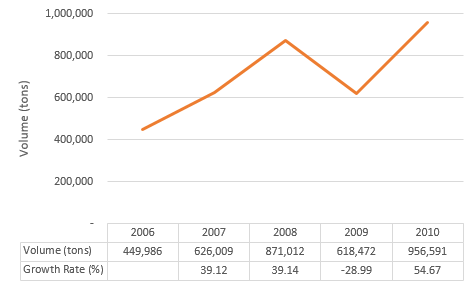 1,000,000
800,000
600,000
400,000
200,000
-
Volume (tons)
2006 2007 2008 2009 2010
Volume (tons) 449,986 626,009 871,012 618,472 956,591
Growth Rate (%) 39.12 39.14 -28.99 54.67